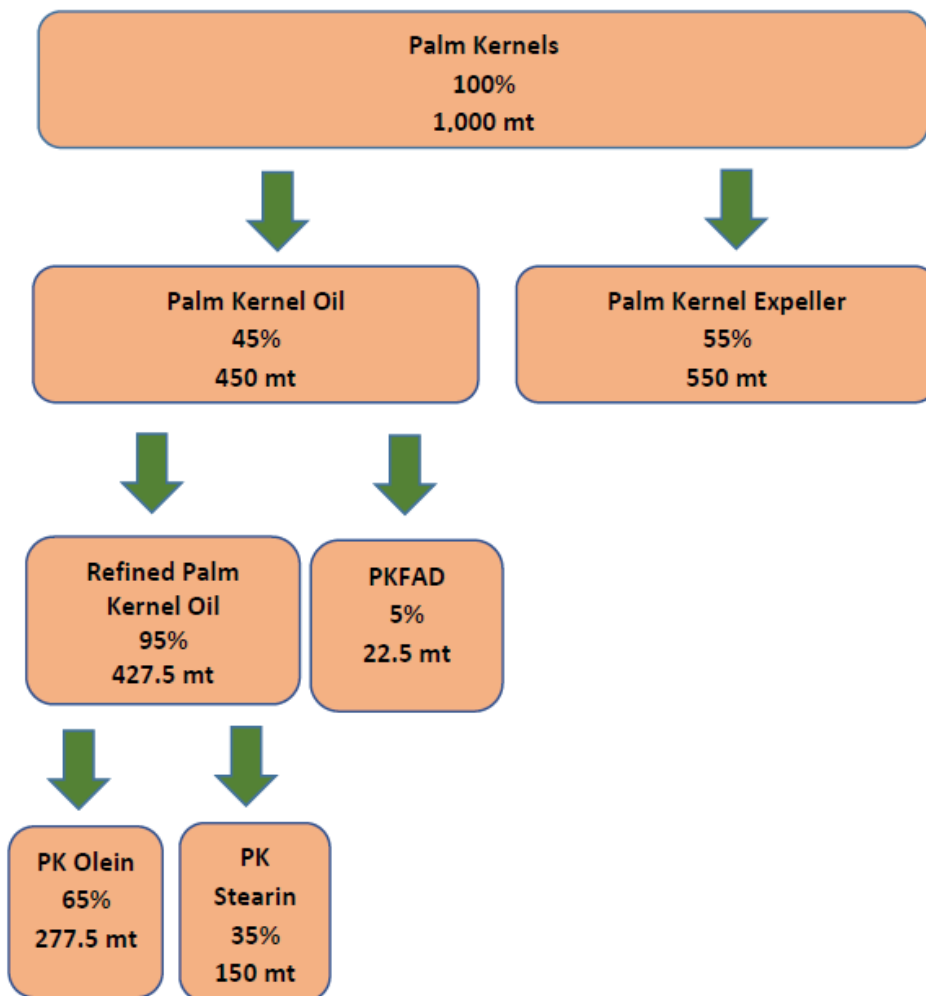 Palm Kernels
100%
1,000 mt
Palm Kernel Oil
45%
450 mt
Palm Kernel Expeller
55%
550 mt
Refined Palm
Kernel Oil
95%
427.5 mt
PKFAD
5%
22.5 mt
PK Olein
65%
277.5 mt
PK
Stearin
35%
150 mt